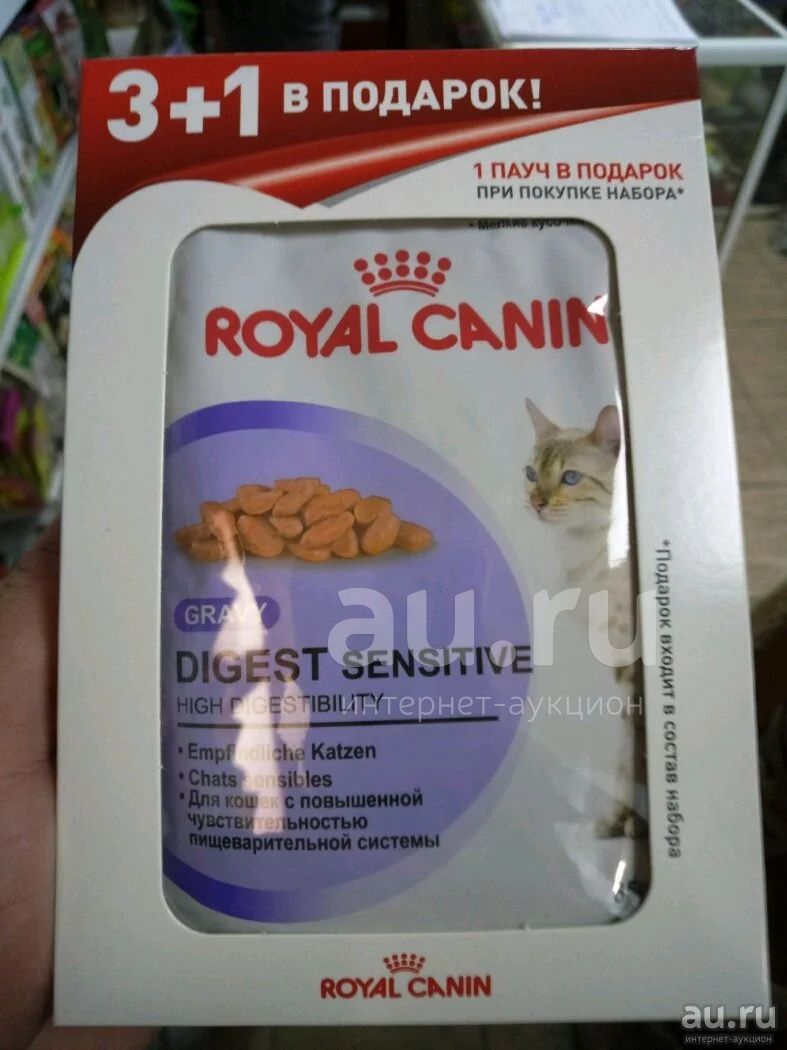 3+1 В ПОДАРОК!
1 ПАУЧ В ПОДАРОК
ПРИ ПОКУПКЕ НАБОРА*
• Мелкие
ROYAL CANIN
GRAVY
DIGEST SENSITIVE
HIGH DIGESTIBILITY
• Empfindliche Katzen
• Chats sensibles
• Для кошек с повышенной
чувствительностью
пищеварительной системы
*Подарок входит в состав набора
ROYAL CANIN
au.ru
интернет-аукцион
au.ru
интернет-аукцион